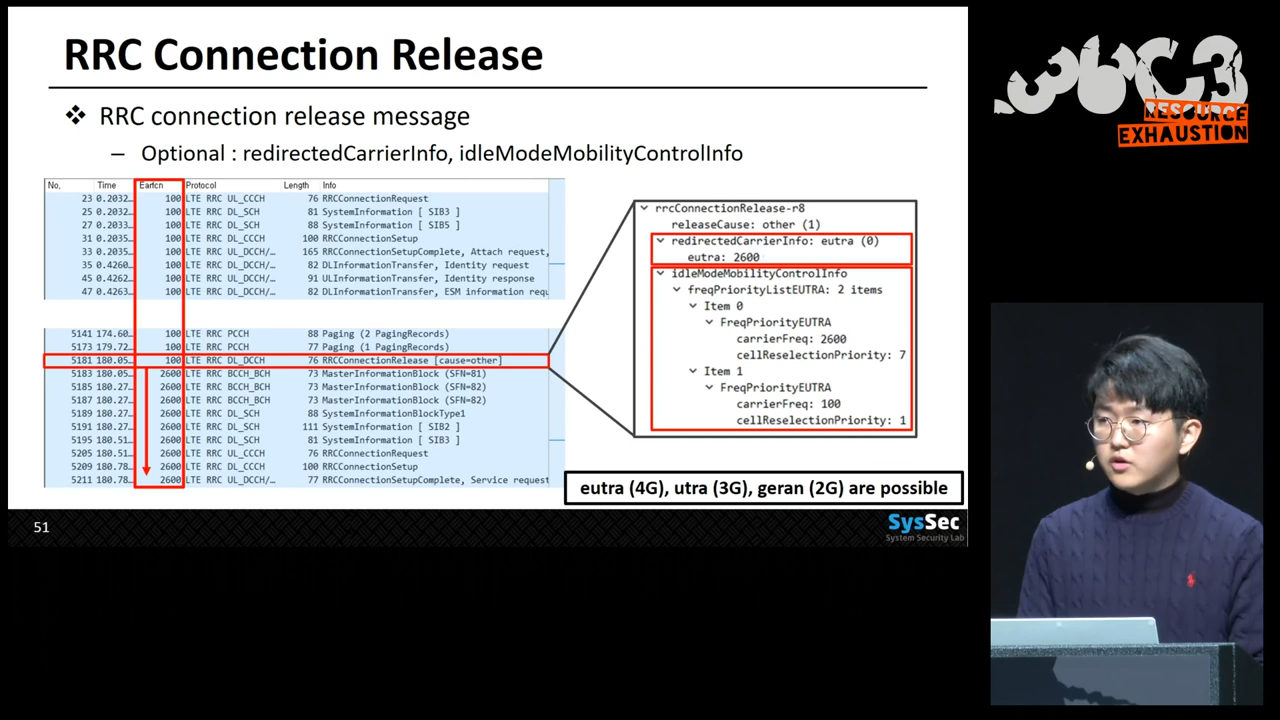 RRC Connection Release
❖ RRC connection release message
– Optional : redirectedCarrierInfo, idleModeMobilityControlInfo
No. Time Earfcn Protocol Length Info
23 0.2032… 100 LTE RRC UL_CCCH 76 RRCConnectionRequest
25 0.2032… 100 LTE RRC DL_SCH 81 SystemInformation [ SIB3 ]
27 0.2033… 100 LTE RRC DL_SCH 88 SystemInformation [ SIB5 ]
31 0.2035… 100 LTE RRC DL_CCCH 100 RRCConnectionSetup
33 0.2035… 100 LTE RRC UL_DCCH/… 165 RRCConnectionSetupComplete, Attach request,
35 0.4260… 100 LTE RRC DL_DCCH/… 82 DLInformationTransfer, Identity request
45 0.4262… 100 LTE RRC UL_DCCH/… 91 ULInformationTransfer, Identity response
47 0.4263… 100 LTE RRC DL_DCCH/… 82 DLInformationTransfer, ESM information requ
5141 174.60… 100 LTE RRC PCCH 88 Paging (2 PagingRecords)
5173 179.72… 100 LTE RRC PCCH 77 Paging (1 PagingRecords)
5181 180.05… 100 LTE RRC DL_DCCH 76 RRCConnectionRelease [cause=other]
5183 180.05… 2600 LTE RRC BCCH_BCH 73 MasterInformationBlock (SFN=81)
5185 180.27… 2600 LTE RRC BCCH_BCH 73 MasterInformationBlock (SFN=82)
5187 180.27… 2600 LTE RRC BCCH_BCH 73 MasterInformationBlock (SFN=82)
5189 180.27… 2600 LTE RRC DL_SCH 88 SystemInformationBlockType1
5191 180.27… 2600 LTE RRC DL_SCH 111 SystemInformation [ SIB2 ]
5195 180.51… 2600 LTE RRC DL_SCH 81 SystemInformation [ SIB3 ]
5205 180.51… 2600 LTE RRC UL_CCCH 76 RRCConnectionRequest
5209 180.78… 2600 LTE RRC DL_CCCH 100 RRCConnectionSetup
5211 180.78… 2600 LTE RRC UL_DCCH/… 77 RRCConnectionSetupComplete, Service request
rrcConnectionRelease-r8
releaseCause: other (1)
redirectedCarrierInfo: eutra (0)
eutra: 2600
idleModeMobilityControlInfo
freqPriorityListEUTRA: 2 items
Item 0
FreqPriorityEUTRA
carrierFreq: 2600
cellReselectionPriority: 7
Item 1
FreqPriorityEUTRA
carrierFreq: 100
cellReselectionPriority: 1
eutra (4G), utra (3G), geran (2G) are possible
51
SysSec
System Security Lab
36C3
RESOURCE
EXHAUSTION